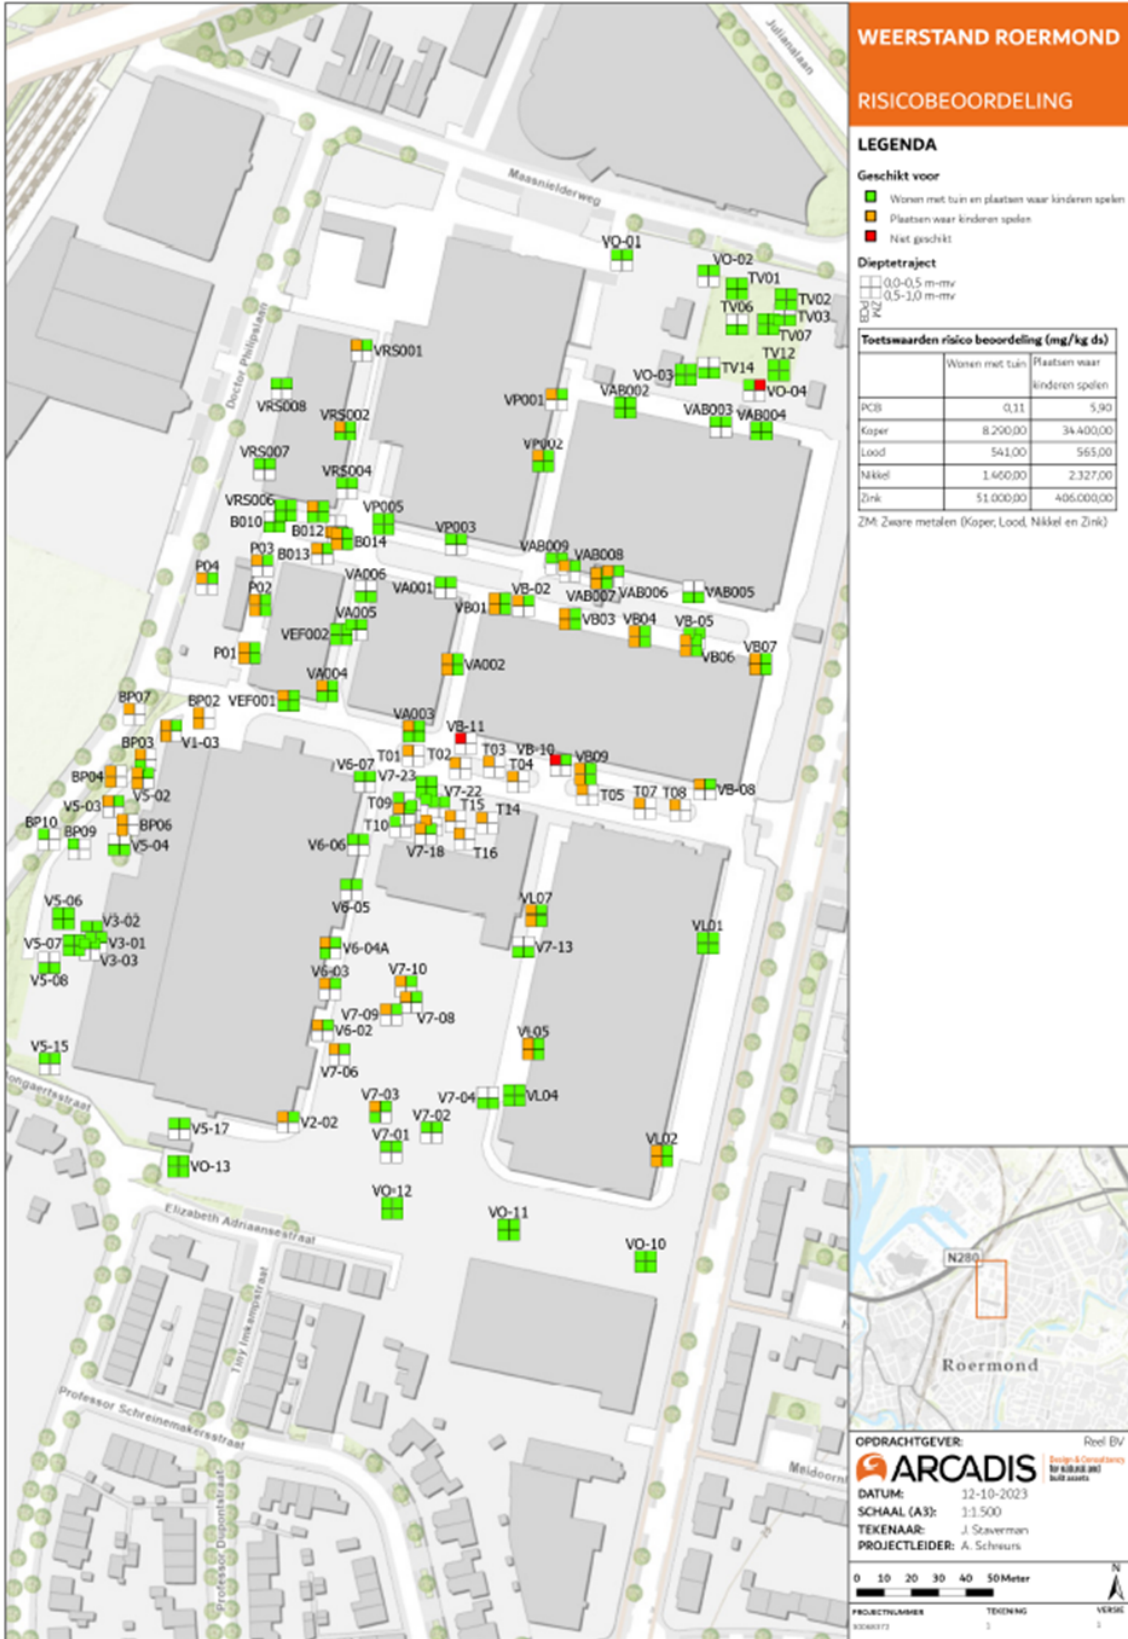 WEERSTAND ROERMOND
RISICOBEOORDELING
LEGENDA
Geschikt voor
Wonen met tuin en plaatsen waar kinderen spelen
Plaatsen waar kinderen spelen
Niet geschikt
Dieptetraject
0,0-0,5 m-mv
0,5-1,0 m-mv
PCB
ZM
Toetswaarden risico beoordeling (mg/kg ds)
Wonen met tuin
Plaatsen waar kinderen spelen
PCB 0,11 5,90
Koper 8.290,00 34.400,00
Lood 541,00 565,00
Nikkel 1.460,00 2.327,00
Zink 51.000,00 406.000,00
ZM: Zware metalen (Koper, Lood, Nikkel en Zink)
Julianalaan
Maasnielderweg
Doctor Philipslaan
VO-01
VO-02
TV01
TV02
TV06
TV03
TV07
TV12
TV14
VO-03
VO-04
VRS001
VRS008
VP001
VAB002
VAB003
VAB004
VRS002
VP002
VRS007
VRS004
VRS006
VP005
B010
B012
B014
B013
VP003
VAB009
VAB008
P03
P04
VA006
VA001
VB-02
VAB007
VAB006
VAB005
P02
VA005
VB01
VB03
VB04
VB-05
VEF002
P01
VA002
VB06
VB07
VA004
BP07
BP02
VEF001
VA003
VB-11
V1-03
BP03
T01
T02
T03
VB-10
VB09
BP04
V6-07
V7-23
T04
V5-02
V7-22
T05
T07
T08
VB-08
V5-03
T09
T15
T14
BP10
BP09
BP06
T10
V5-04
V6-06
V7-18
T16
V6-05
V5-06
VL07
V3-02
VL01
V5-07
V3-01
V3-03
V6-04A
V7-13
V5-08
V6-03
V7-10
V7-09
V7-08
V6-02
V5-15
V7-06
VL05
V7-03
V7-04
VL04
V5-17
V2-02
V7-02
V7-01
VL02
VO-13
VO-12
VO-11
VO-10
Elizabeth Adriaansestraat
Tiny Imkampstraat
Professor Schreinemakersstraat
Professor Dupontstraat
N280
Roermond
OPDRACHTGEVER: Reel BV
ARCADIS
Design & Consultancy
for natural and
built assets
DATUM: 12-10-2023
SCHAAL (A3): 1:1.500
TEKENAAR: J. Staverman
PROJECTLEIDER: A. Schreurs
0 10 20 30 40 50 Meter
N
PROJECTNUMMER TEKENING VERSIE
1 1